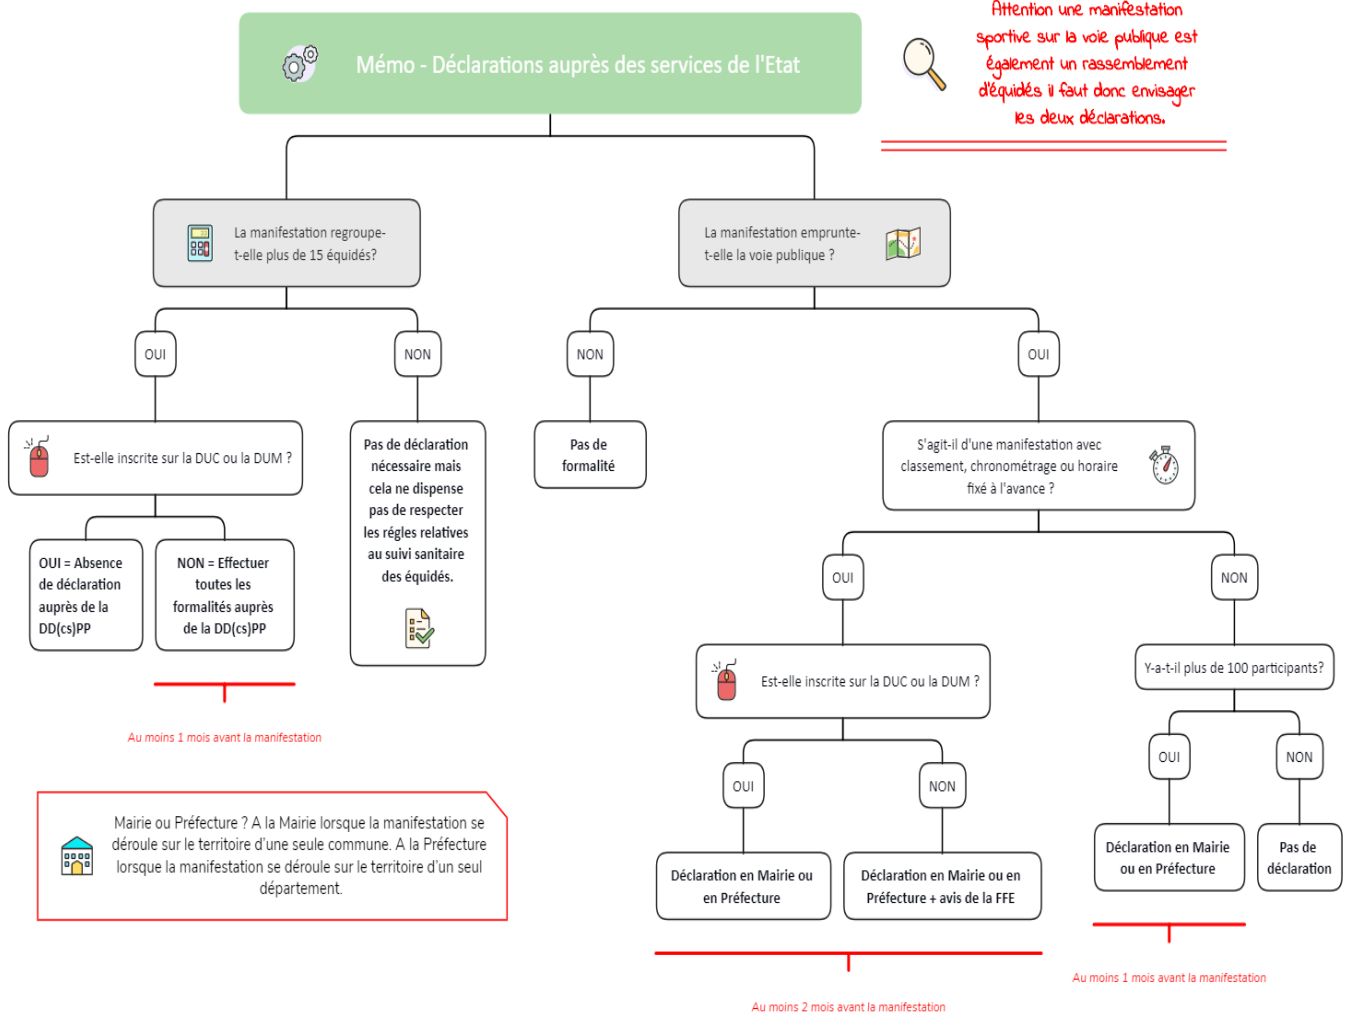 Mémo - Déclarations auprès des services de l'Etat
Attention une manifestation
sportive sur la voie publique est
également un rassemblement
d'équidés il faut donc envisager
les deux déclarations.
La manifestation regroupe-
t-elle plus de 15 équidés?
La manifestation emprunte-
t-elle la voie publique ?
OUI
NON
NON
OUI
Est-elle inscrite sur la DUC ou la DUM ?
Pas de déclaration
nécessaire mais
cela ne dispense
pas de respecter
les régles relatives
au suivi sanitaire
des équidés.
Pas de
formalité
S'agit-il d'une manifestation avec
classement, chronométrage ou horaire
fixé à l'avance ?
OUI = Absence
de déclaration
auprès de la
DD(cs)PP
NON = Effectuer
toutes les
formalités auprès
de la DD(cs)PP
Au moins 1 mois avant la manifestation
OUI
NON
Est-elle inscrite sur la DUC ou la DUM ?
Y-a-t-il plus de 100 participants?
OUI
NON
OUI
NON
Déclaration en Mairie ou
en Préfecture
Déclaration en Mairie ou en
Préfecture + avis de la FFE
Déclaration en Mairie
ou en Préfecture
Pas de
déclaration
Au moins 2 mois avant la manifestation
Au moins 1 mois avant la manifestation
Mairie ou Préfecture ? A la Mairie lorsque la manifestation se
déroule sur le territoire d'une seule commune. A la Préfecture
lorsque la manifestation se déroule sur le territoire d'un seul
département.